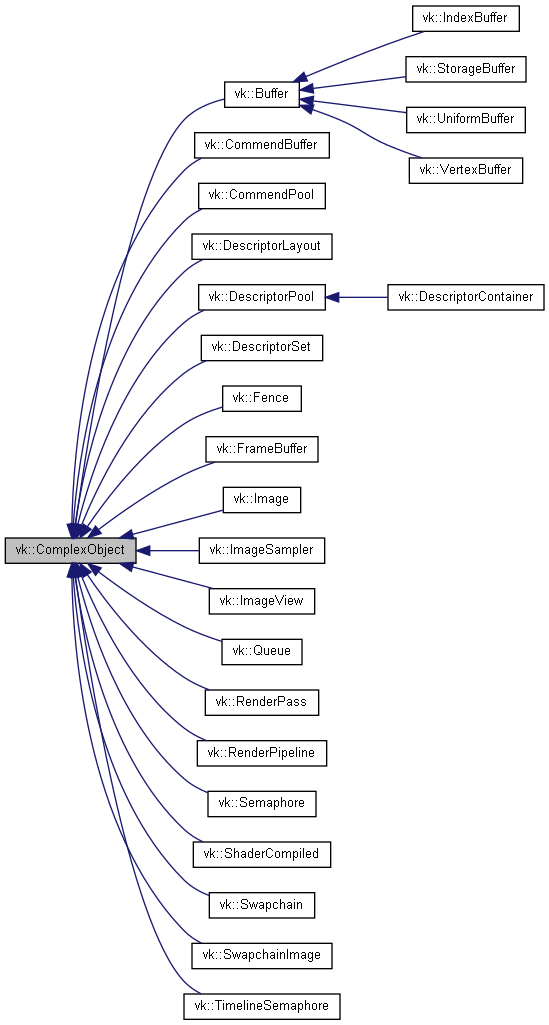 vk::IndexBuffer
vk::StorageBuffer
vk::Buffer
vk::UniformBuffer
vk::CommendBuffer
vk::VertexBuffer
vk::CommendPool
vk::DescriptorLayout
vk::DescriptorPool
vk::DescriptorContainer
vk::DescriptorSet
vk::Fence
vk::FrameBuffer
vk::Image
vk::ComplexObject
vk::ImageSampler
vk::ImageView
vk::Queue
vk::RenderPass
vk::RenderPipeline
vk::Semaphore
vk::ShaderCompiled
vk::Swapchain
vk::SwapchainImage
vk::TimelineSemaphore